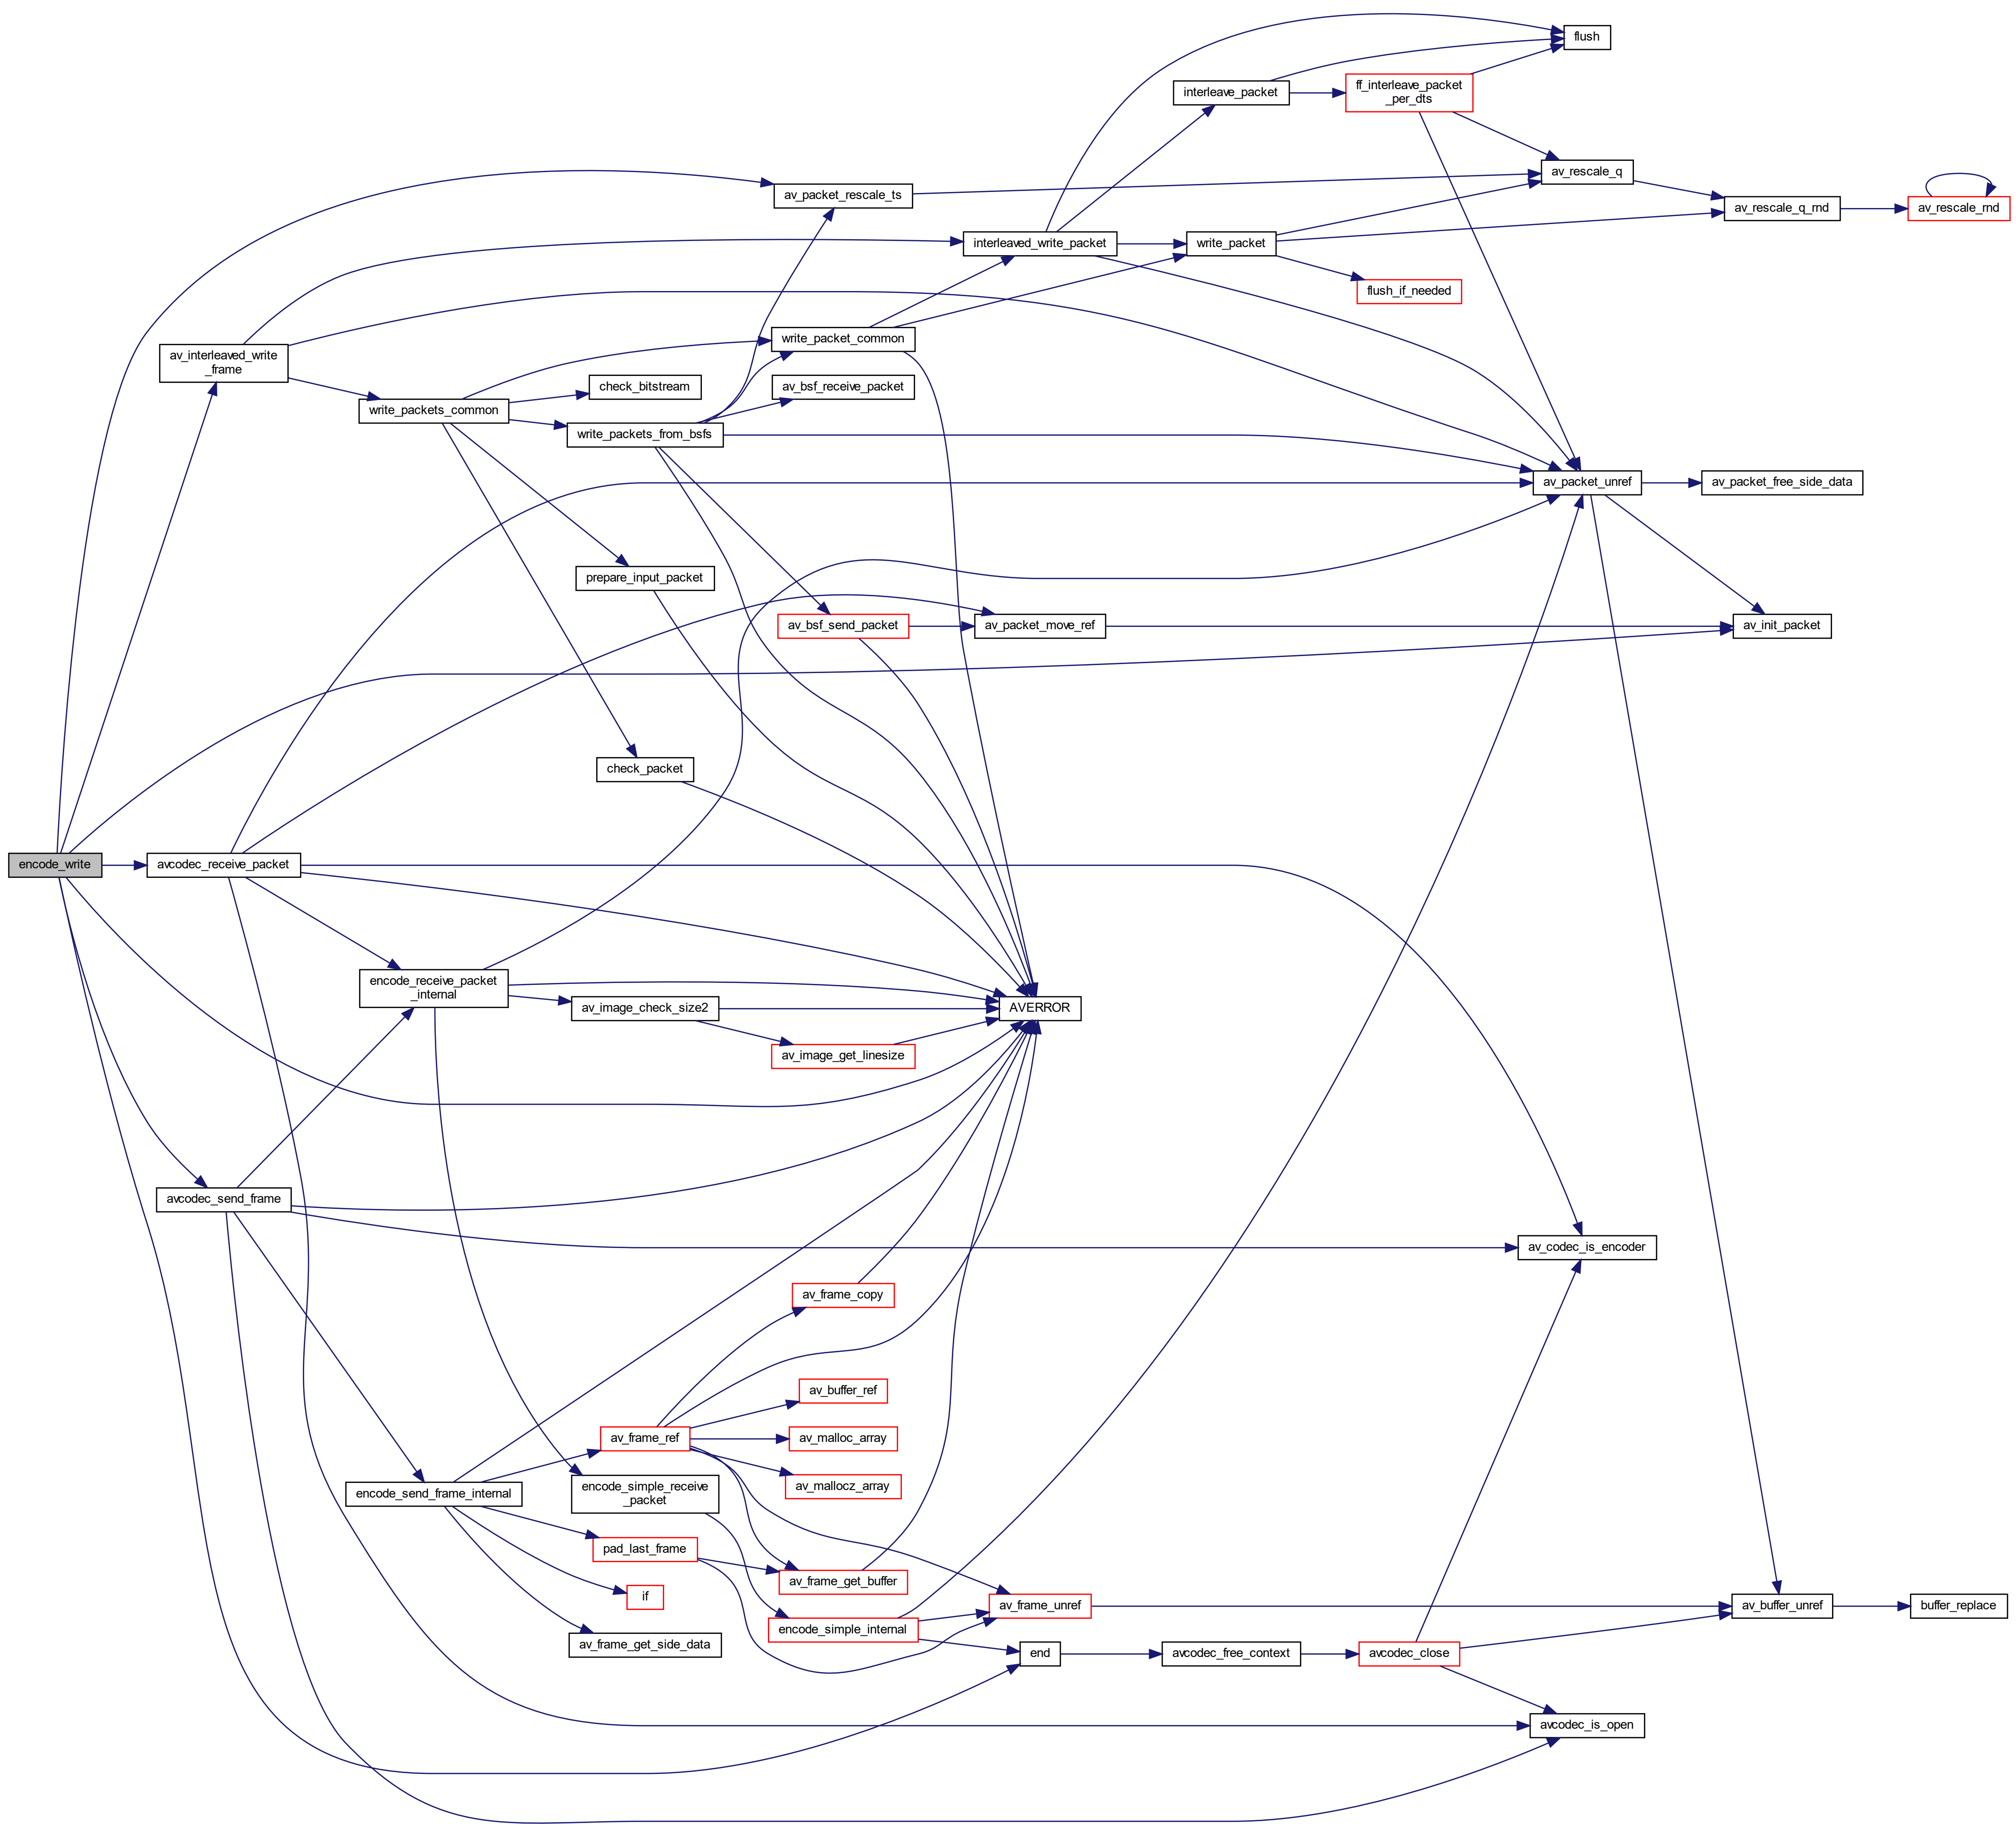 flush
interleave_packet
ff_interleave_packet
_per_dts
av_rescale_q
av_packet_rescale_ts
av_rescale_q_rnd
av_rescale_rnd
interleaved_write_packet
write_packet
flush_if_needed
write_packet_common
av_interleaved_write
_frame
check_bitstream
av_bsf_receive_packet
write_packets_common
write_packets_from_bsfs
av_packet_unref
av_packet_free_side_data
prepare_input_packet
av_bsf_send_packet
av_packet_move_ref
av_init_packet
check_packet
encode_write
avcodec_receive_packet
encode_receive_packet
_internal
av_image_check_size2
AVERROR
av_image_get_linesize
avcodec_send_frame
av_codec_is_encoder
av_frame_copy
av_buffer_ref
av_frame_ref
av_malloc_array
av_mallocz_array
encode_send_frame_internal
encode_simple_receive
_packet
pad_last_frame
av_frame_get_buffer
if
av_frame_unref
av_buffer_unref
buffer_replace
encode_simple_internal
av_frame_get_side_data
end
avcodec_free_context
avcodec_close
avcodec_is_open